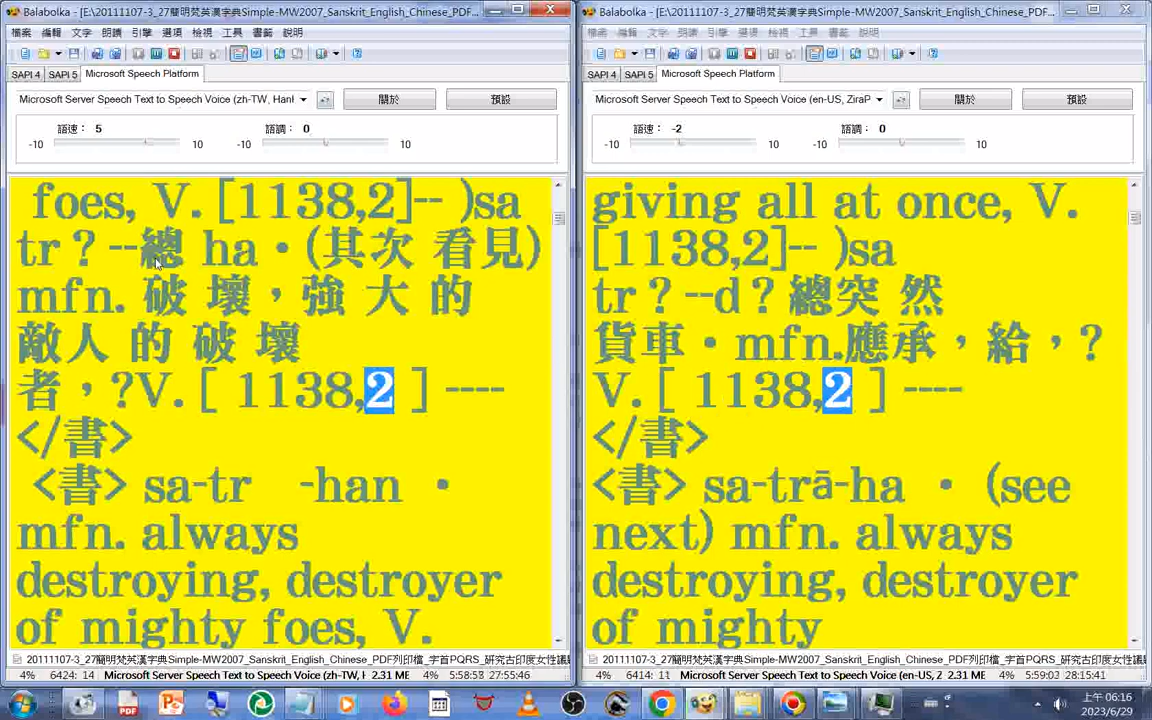 Balabolka - [E:\20111107-3_27簡明梵英漢字典Simple-MW2007_Sanskrit_English_Chinese_PDF...
檔案 編輯 文字 朗讀 引擎 選項 檢視 工具 書籤 說明
SAPI 4 SAPI 5 Microsoft Speech Platform
Microsoft Server Speech Text to Speech Voice (zh-TW, Hanl
關於 預設
語速： 5 語調： 0
-10 10 -10 10
foes, V. [1138,2]-- )sa
tr？--總 ha・(其次 看見)
mfn. 破 壞，強 大 的
敵人 的 破 壞
者，?V. [ 1138,2 ] ----
</書>
<書> sa-tr -han ・
mfn. always
destroying, destroyer
of mighty foes, V.
20111107-3_27簡明梵英漢字典Simple-MW2007_Sanskrit_English_Chinese_PDF列印檔_字首PQRS_研究古印度女性議
4% 6424: 14 Microsoft Server Speech Text to Speech Voice (zh-TW, H 2.31 ME 4% 5:58:53 27:55:46
Balabolka - [E:\20111107-3_27簡明梵英漢字典Simple-MW2007_Sanskrit_English_Chinese_PDF...
檔案 編輯 文字 朗讀 引擎 選項 檢視 工具 書籤 說明
SAPI 4 SAPI 5 Microsoft Speech Platform
Microsoft Server Speech Text to Speech Voice (en-US, ZiraP
關於 預設
語速： -2 語調： 0
-10 10 -10 10
giving all at once, V.
[1138,2]-- )sa
tr？--d？總突 然
貨車・mfn.應承，給，?
V. [ 1138,2 ] ----
</書>
<書> sa-trā-ha ・ (see
next) mfn. always
destroying, destroyer
of mighty
20111107-3_27簡明梵英漢字典Simple-MW2007_Sanskrit_English_Chinese_PDF列印檔_字首PQRS_研究古印度女性議
4% 6414: 11 Microsoft Server Speech Text to Speech Voice (en-US, Z 2.31 ME 4% 5:59:03 28:15:41
上午 06:16
2023/6/29